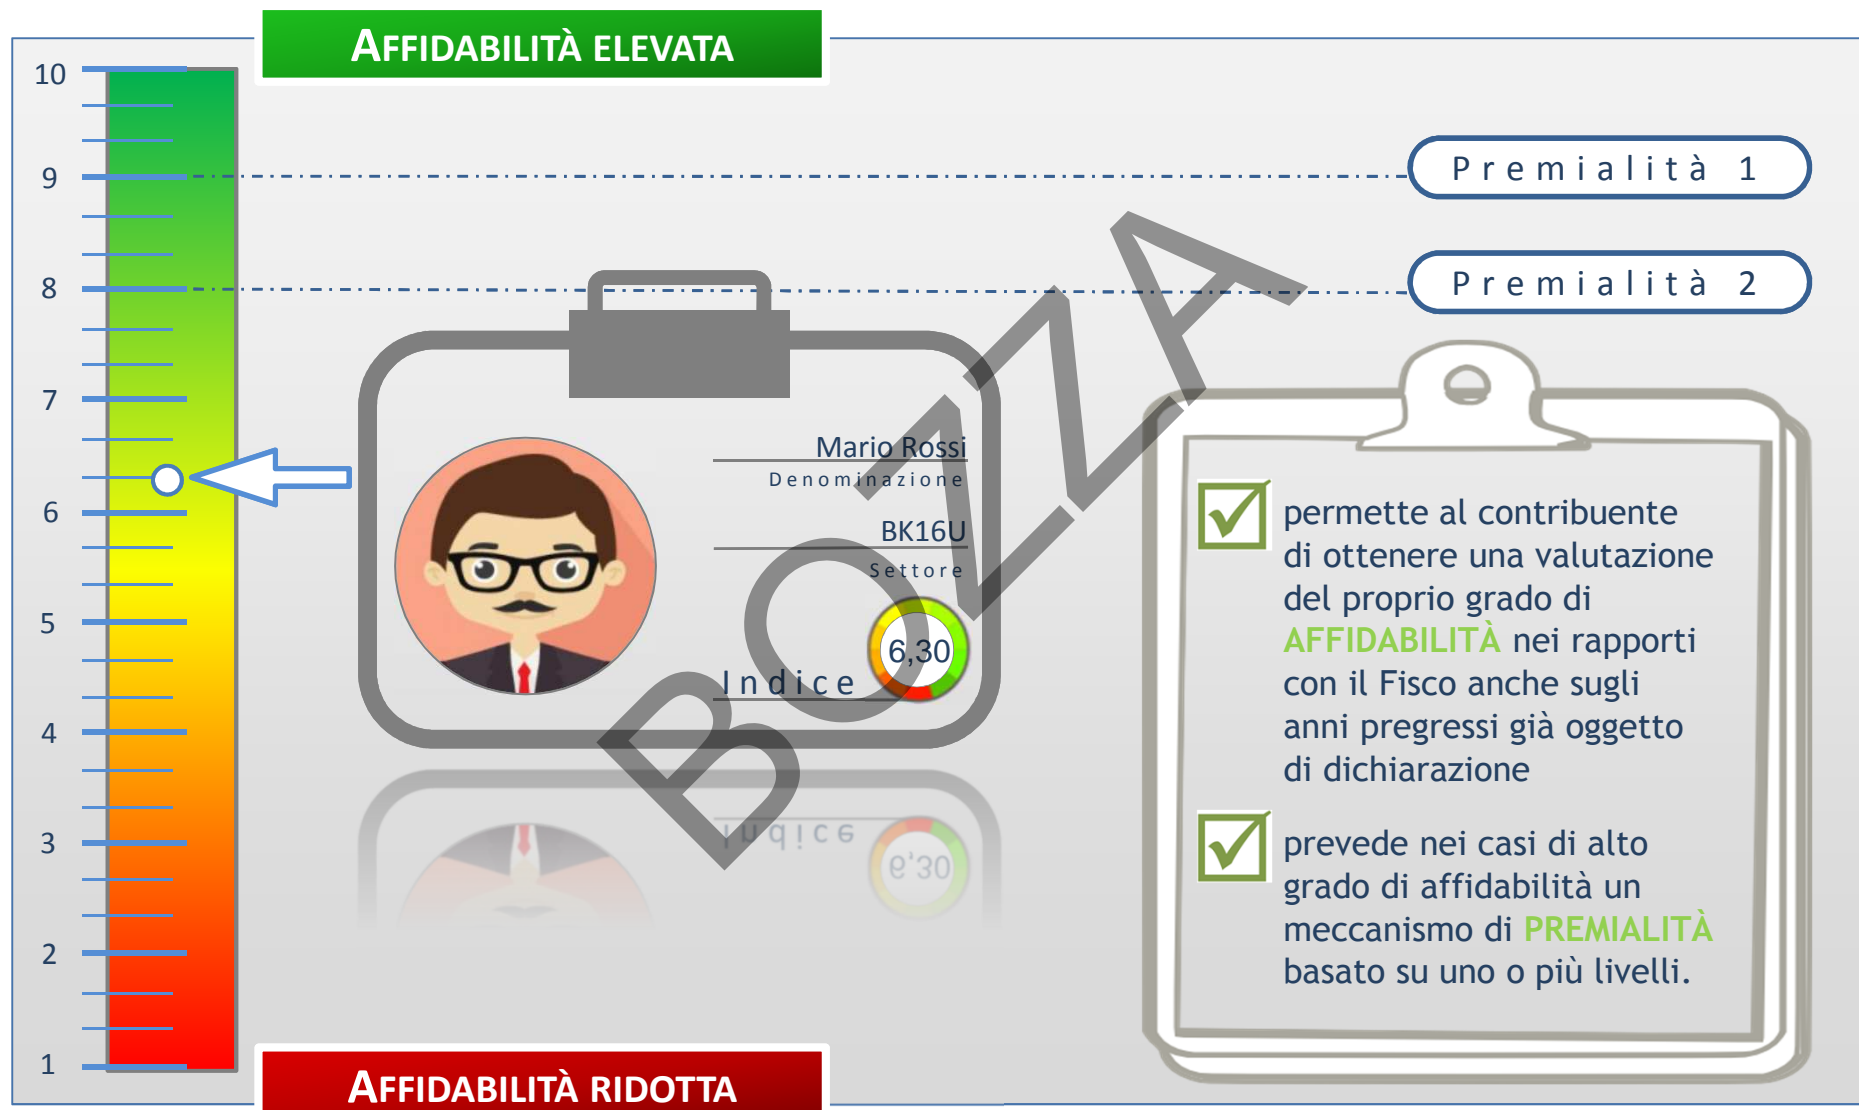 AFFIDABILITÀ ELEVATA
10
9
8
7
6
5
4
3
2
1
Premialità 1
Premialità 2
Mario Rossi
Denominazione
BK16U
Settore
6,30
Indice
BOZZA
permette al contribuente
di ottenere una valutazione
del proprio grado di
AFFIDABILITÀ nei rapporti
con il Fisco anche sugli
anni pregressi già oggetto
di dichiarazione
prevede nei casi di alto
grado di affidabilità un
meccanismo di PREMIALITÀ
basato su uno o più livelli.
Indice
6,30
AFFIDABILITÀ RIDOTTA